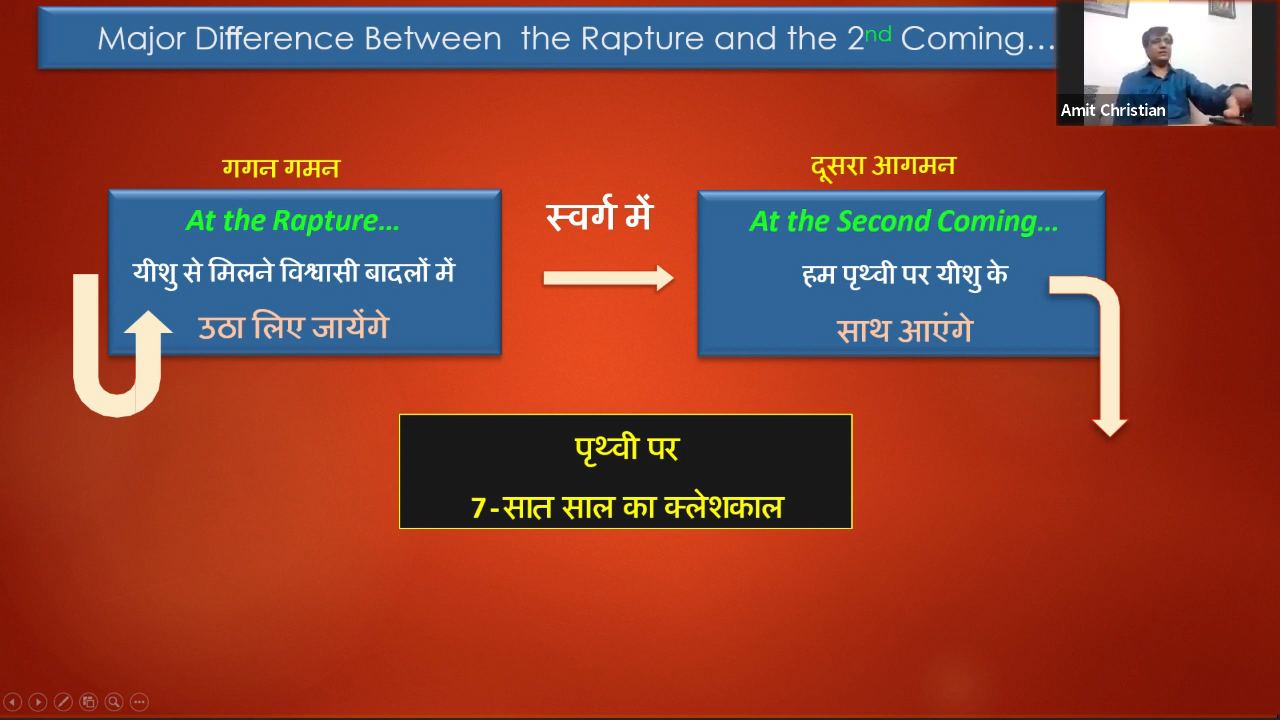 Major Difference Between the Rapture and the 2nd Coming...
Amit Christian
गगन गमन
At the Rapture...
यीशु से मिलने विश्वासी बादलों में
उठा लिए जायेंगे
स्वर्ग में
दूसरा आगमन
At the Second Coming...
हम पृथ्वी पर यीशु के
साथ आएंगे
पृथ्वी पर
7-सात साल का क्लेशकाल